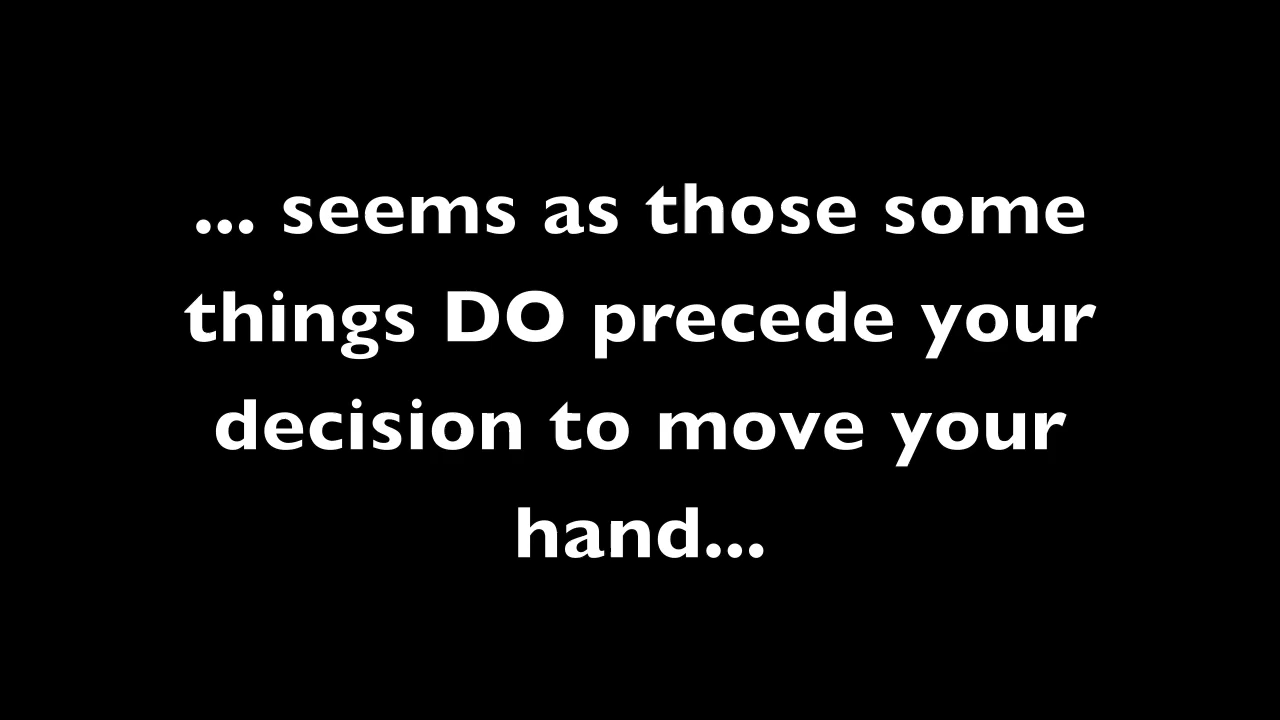 ... seems as those some
things DO precede your
decision to move your
hand...